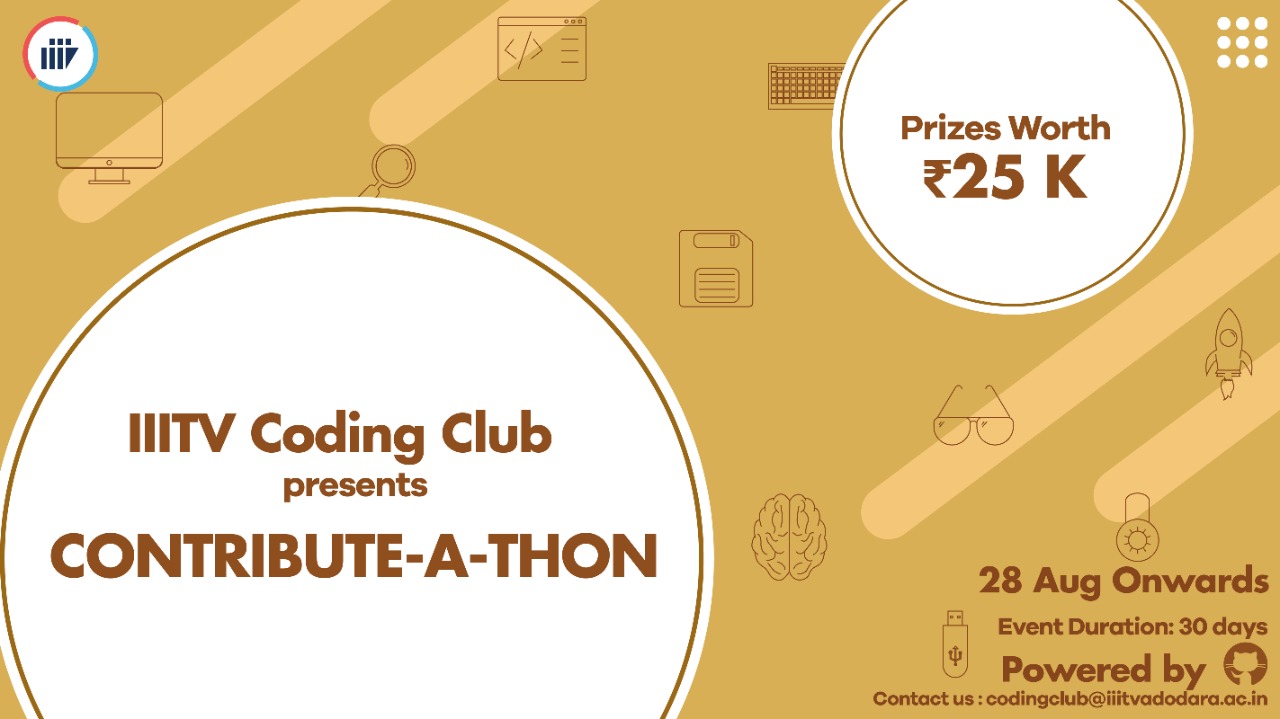 iiiv
Prizes Worth
₹25 K
IIITV Coding Club
presents
CONTRIBUTE-A-THON
28 Aug Onwards
Event Duration: 30 days
Powered by
Contact us : codingclub@iiitvadodara.ac.in